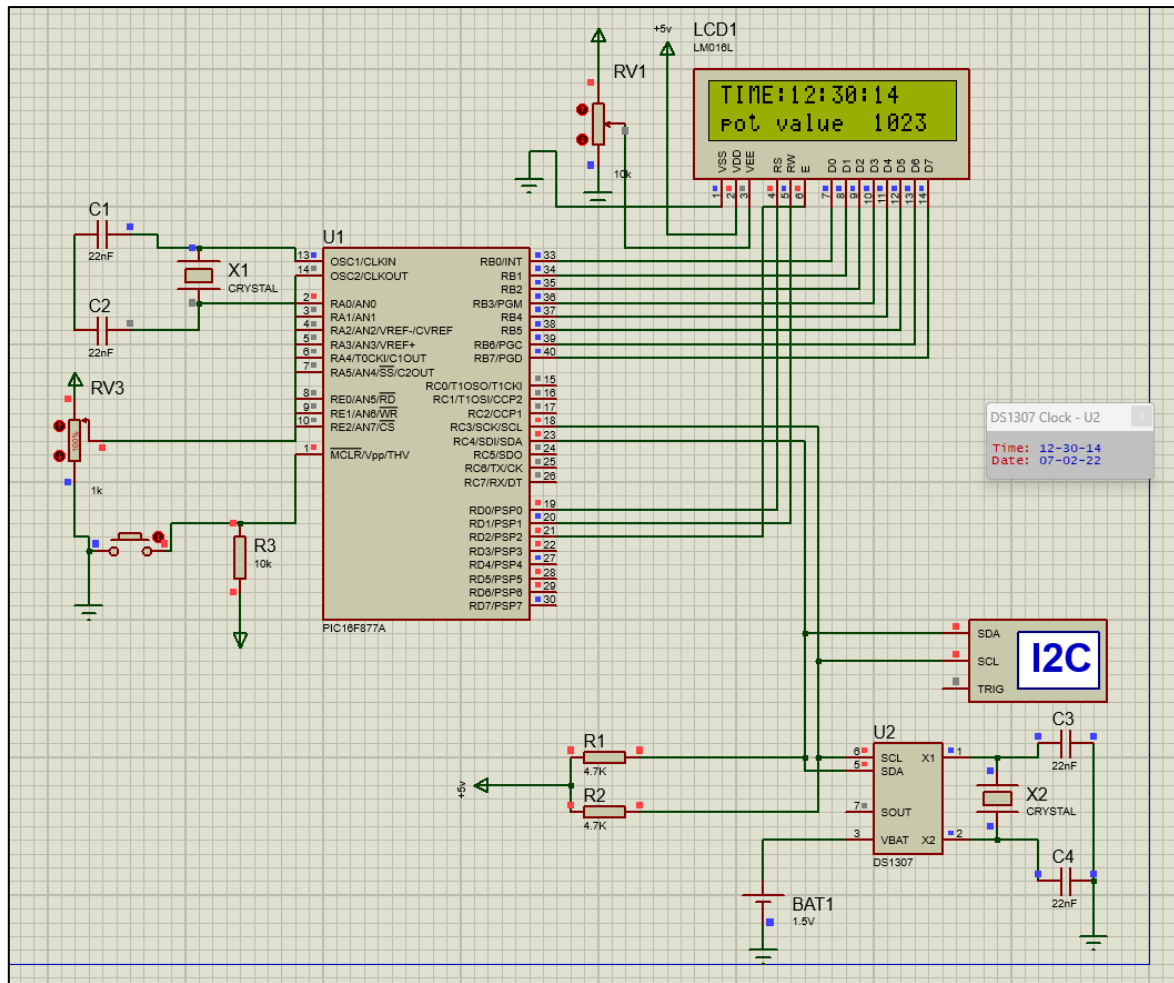 +5v
LCD1
LM016L
RV1
10k
TIME:12:30:14
pot value 1023
VSS
VDD
VEE
RS
RW
E
D0
D1
D2
D3
D4
D5
D6
D7
1
2
3
4
5
6
7
8
9
10
11
12
13
14
C1
22nF
X1
CRYSTAL
C2
22nF
RV3
100%
1k
R3
10k
U1
13 OSC1/CLKIN
14 OSC2/CLKOUT
2 RA0/AN0
3 RA1/AN1
4 RA2/AN2/VREF-/CVREF
5 RA3/AN3/VREF+
6 RA4/T0CKI/C1OUT
7 RA5/AN4/SS/C2OUT
8 RE0/AN5/RD
9 RE1/AN6/WR
10 RE2/AN7/CS
1 MCLR/Vpp/THV
RB0/INT 33
RB1 34
RB2 35
RB3/PGM 36
RB4 37
RB5 38
RB6/PGC 39
RB7/PGD 40
RC0/T1OSO/T1CKI 15
RC1/T1OSI/CCP2 16
RC2/CCP1 17
RC3/SCK/SCL 18
RC4/SDI/SDA 23
RC5/SDO 24
RC6/TX/CK 25
RC7/RX/DT 26
RD0/PSP0 19
RD1/PSP1 20
RD2/PSP2 21
RD3/PSP3 22
RD4/PSP4 27
RD5/PSP5 28
RD6/PSP6 29
RD7/PSP7 30
PIC16F877A
DS1307 Clock - U2
x
Time: 12-30-14
Date: 07-02-22
SDA
SCL
TRIG
I2C
+5v
R1
4.7K
R2
4.7K
U2
6 SCL
5 SDA
7 SOUT
3 VBAT
X1 1
X2 2
DS1307
C3
22nF
X2
CRYSTAL
C4
22nF
BAT1
1.5V